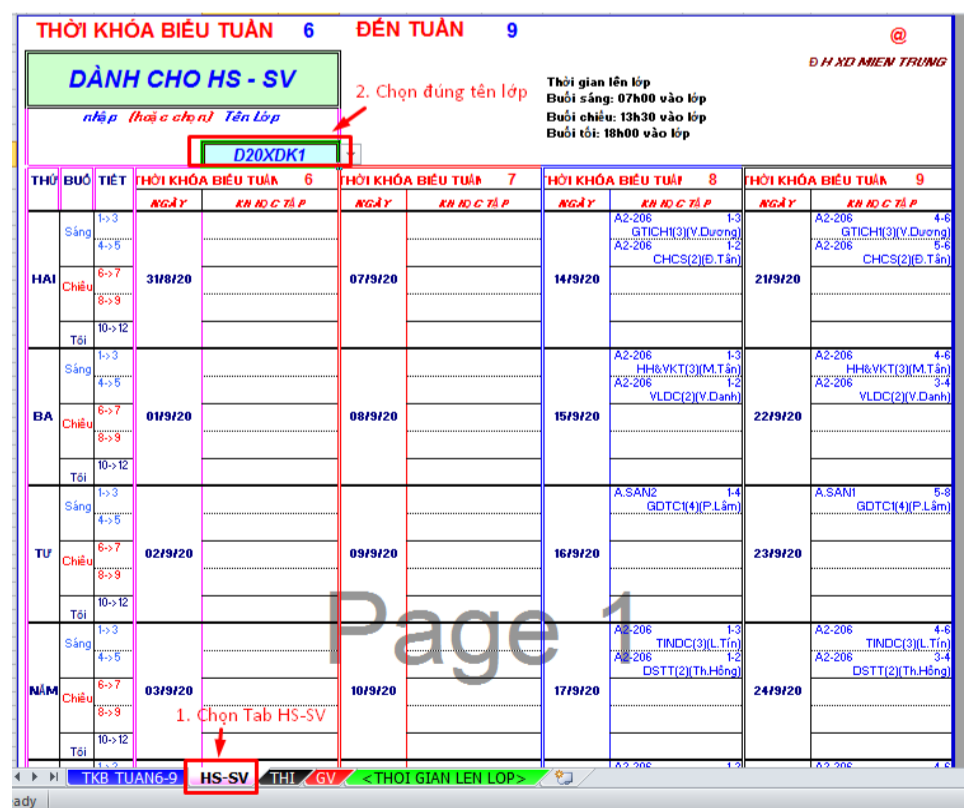 THỜI KHÓA BIỂU TUẦN 6 ĐẾN TUẦN 9
@
Đ H XD MIEN TRUNG
DÀNH CHO HS - SV
2. Chọn đúng tên lớp
nhập (hoặc chọn) Tên Lớp
D20XDK1
Thời gian lên lớp
Buổi sáng: 07h00 vào lớp
Buổi chiều: 13h30 vào lớp
Buổi tối: 18h00 vào lớp
THỨ BUỔ TIẾT THỜI KHÓA BIỂU TUẦN 6 THỜI KHÓA BIỂU TUẦN 7 THỜI KHÓA BIỂU TUẦN 8 THỜI KHÓA BIỂU TUẦN 9
NGÀY KH HỌC TẬP NGÀY KH HỌC TẬP NGÀY KH HỌC TẬP NGÀY KH HỌC TẬP
HAI 31/8/20 07/9/20 14/9/20 21/9/20
Sáng 1->3 A2-206 1-3 A2-206 4-6
GTICH1(3)(V.Dương) GTICH1(3)(V.Dương)
4->5 A2-206 1-2 A2-206 5-6
CHCS(2)(Đ.Tân) CHCS(2)(Đ.Tân)
Chiều 6->7
8->9
Tối 10->12
BA 01/9/20 08/9/20 15/9/20 22/9/20
Sáng 1->3 A2-206 1-3 A2-206 4-6
HH&VKT(3)(M.Tân) HH&VKT(3)(M.Tân)
4->5 A2-206 1-2 A2-206 3-4
VLDC(2)(V.Danh) VLDC(2)(V.Danh)
Chiều 6->7
8->9
Tối 10->12
TƯ 02/9/20 09/9/20 16/9/20 23/9/20
Sáng 1->3 A.SAN2 1-4 A.SAN1 5-8
GDTC1(4)(P.Lâm) GDTC1(4)(P.Lâm)
4->5
Chiều 6->7
8->9
Tối 10->12
Page 1
NĂM 03/9/20 10/9/20 17/9/20 24/9/20
Sáng 1->3 A2-206 1-3 A2-206 4-6
TINDC(3)(L.Tín) TINDC(3)(L.Tín)
4->5 A2-206 1-2 A2-206 3-4
DSTT(2)(Th.Hồng) DSTT(2)(Th.Hồng)
Chiều 6->7
8->9
1. Chọn Tab HS-SV
Tối 10->12
TKB TUAN6-9 HS-SV THI GV <THOI GIAN LEN LOP>
ady